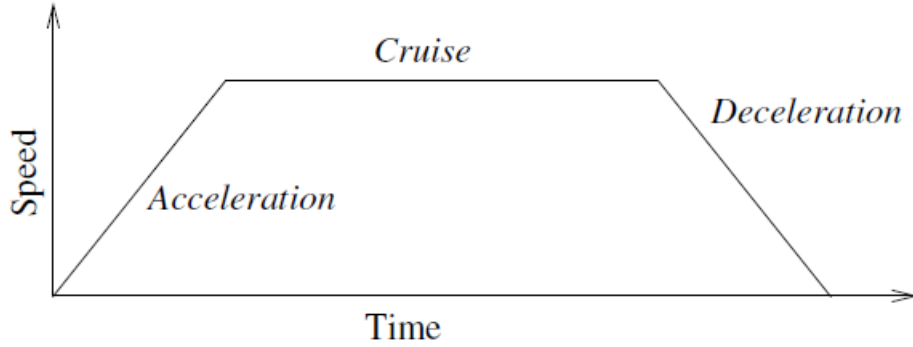 Cruise
Deceleration
Speed
Acceleration
Time